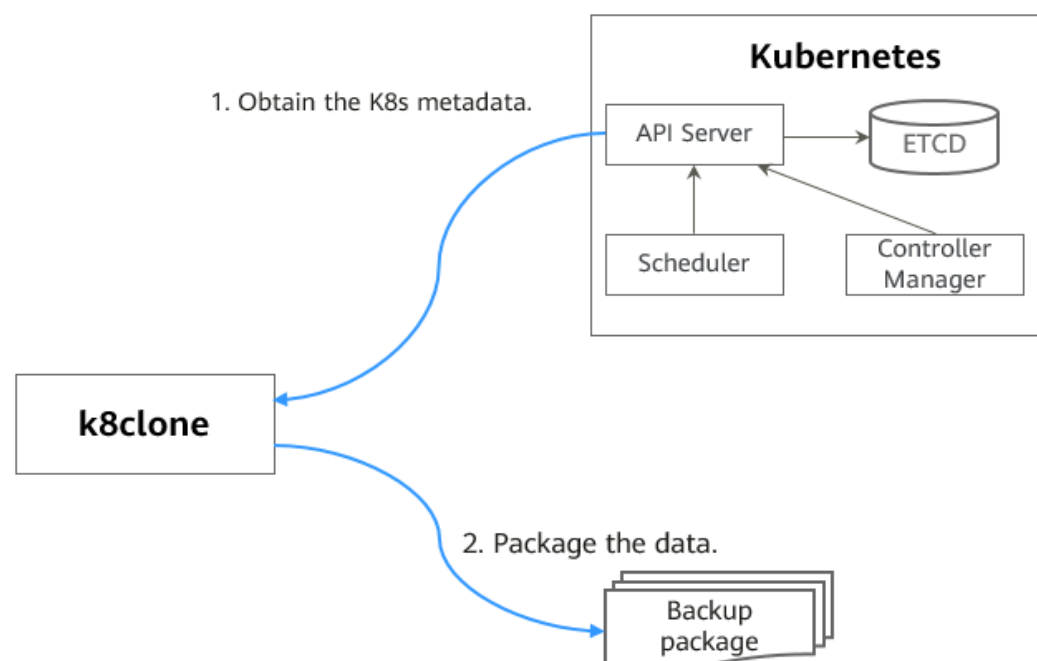 Kubernetes
1. Obtain the K8s metadata.
API Server
ETCD
Scheduler
Controller
Manager
k8clone
2. Package the data.
Backup
package